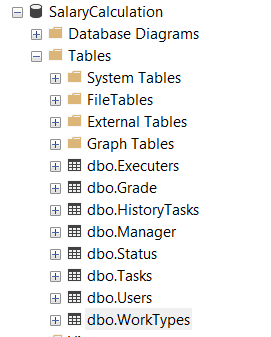 SalaryCalculation
Database Diagrams
Tables
System Tables
FileTables
External Tables
Graph Tables
dbo.Executers
dbo.Grade
dbo.HistoryTasks
dbo.Manager
dbo.Status
dbo.Tasks
dbo.Users
dbo.WorkTypes